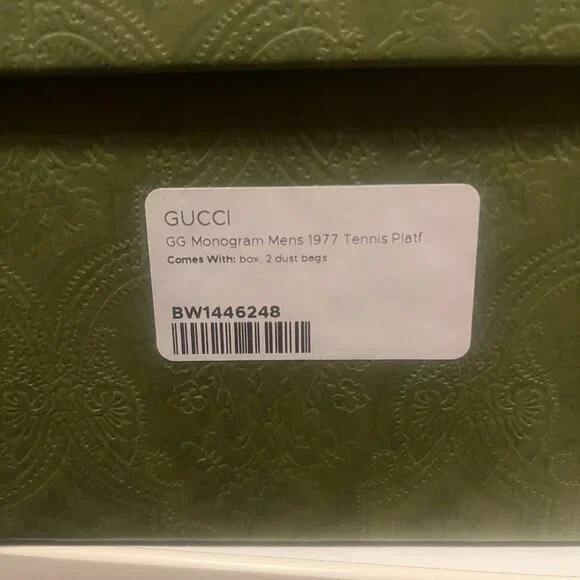 GUCCI
GG Monogram Mens 1977 Tennis Platf...
Comes With: box, 2 dust bags
BW1446248